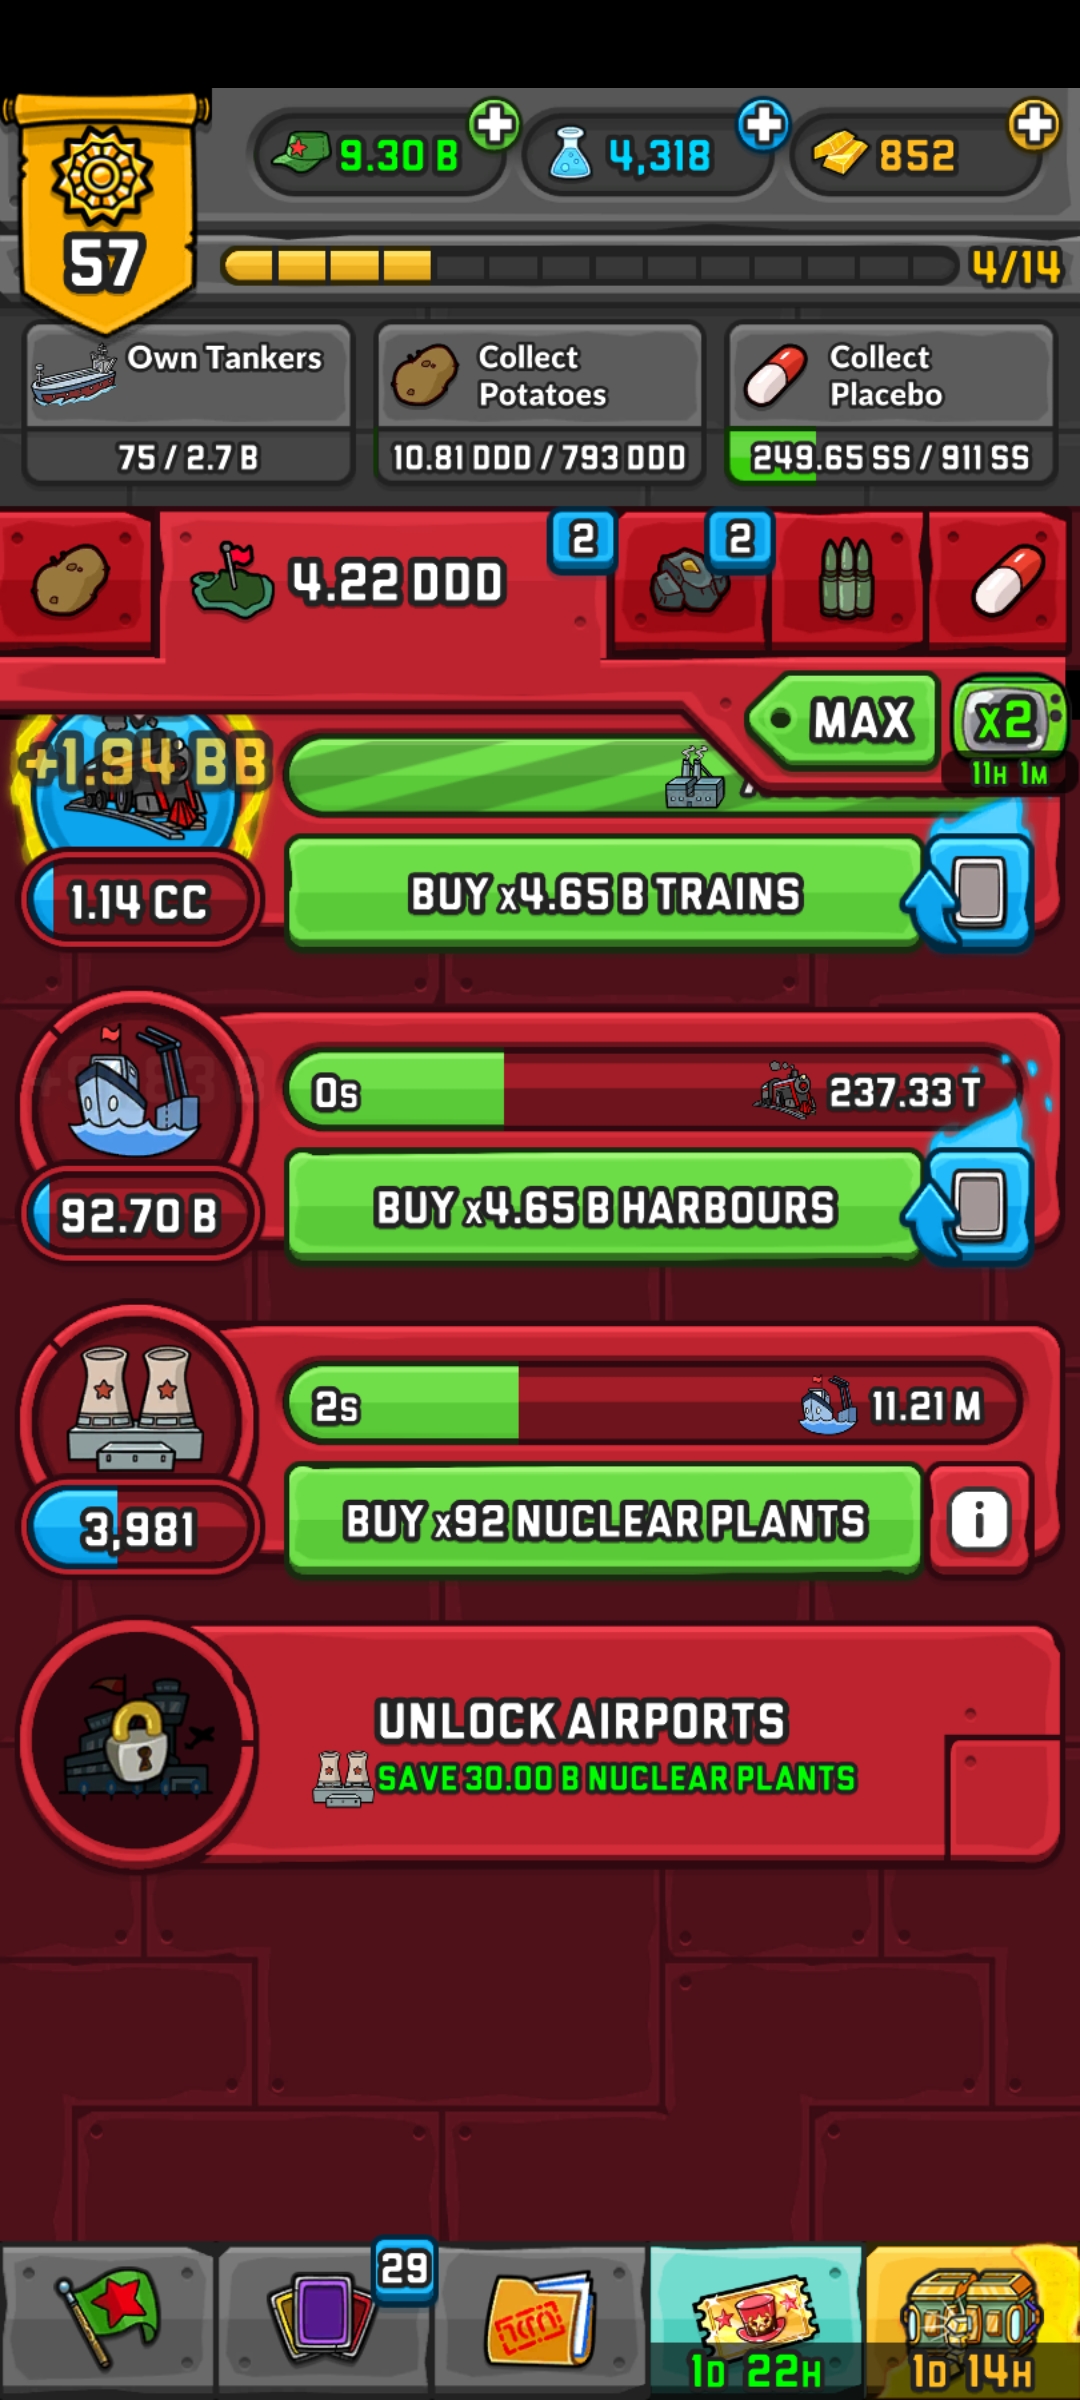 9.30 B
4,318
852
57
4/14
Own Tankers
75 / 2.7 B
Collect
Potatoes
10.81 DDD / 793 DDD
Collect
Placebo
249.65 SS / 911 SS
4.22 DDD
2
2
MAX
x2
11H 1M
+1.94 BB
1.14 CC
BUY x4.65 B TRAINS
0s
237.33 T
92.70 B
BUY x4.65 B HARBOURS
2s
11.21 M
3,981
BUY x92 NUCLEAR PLANTS
i
UNLOCK AIRPORTS
SAVE 30.00 B NUCLEAR PLANTS
29
1D 22H
1D 14H